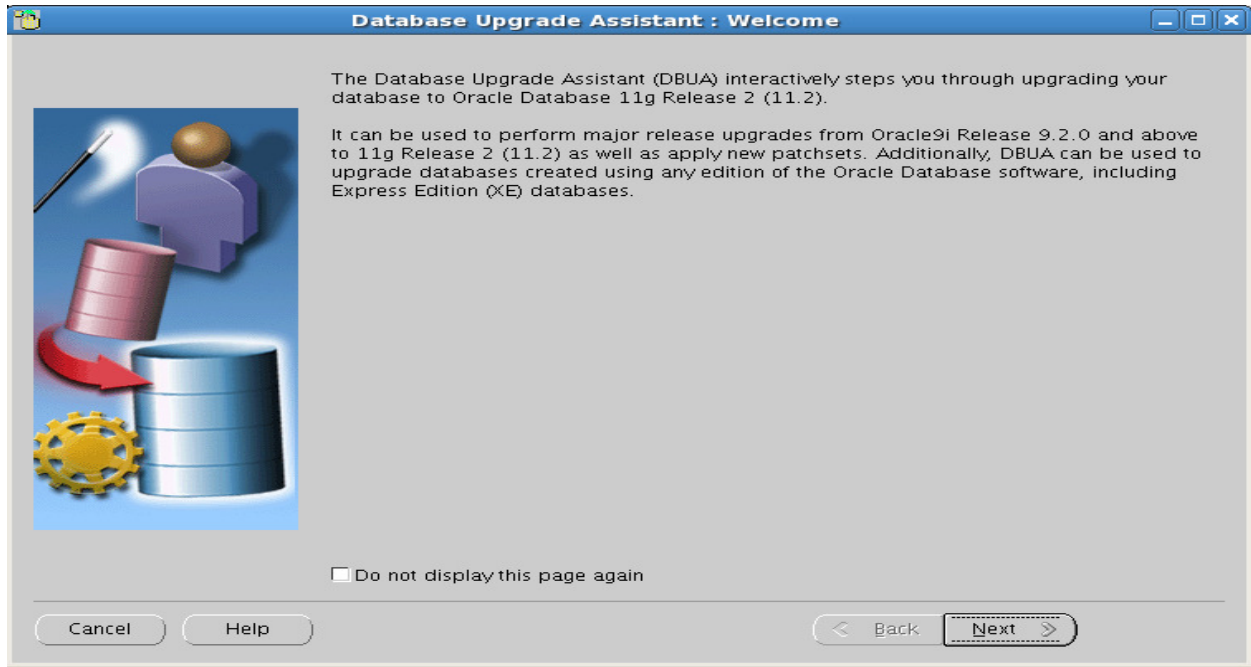 Database Upgrade Assistant : Welcome
The Database Upgrade Assistant (DBUA) interactively steps you through upgrading your
database to Oracle Database 11g Release 2 (11.2).
It can be used to perform major release upgrades from Oracle9i Release 9.2.0 and above
to 11g Release 2 (11.2) as well as apply new patchsets. Additionally, DBUA can be used to
upgrade databases created using any edition of the Oracle Database software, including
Express Edition (XE) databases.
Do not display this page again
Cancel Help Back Next